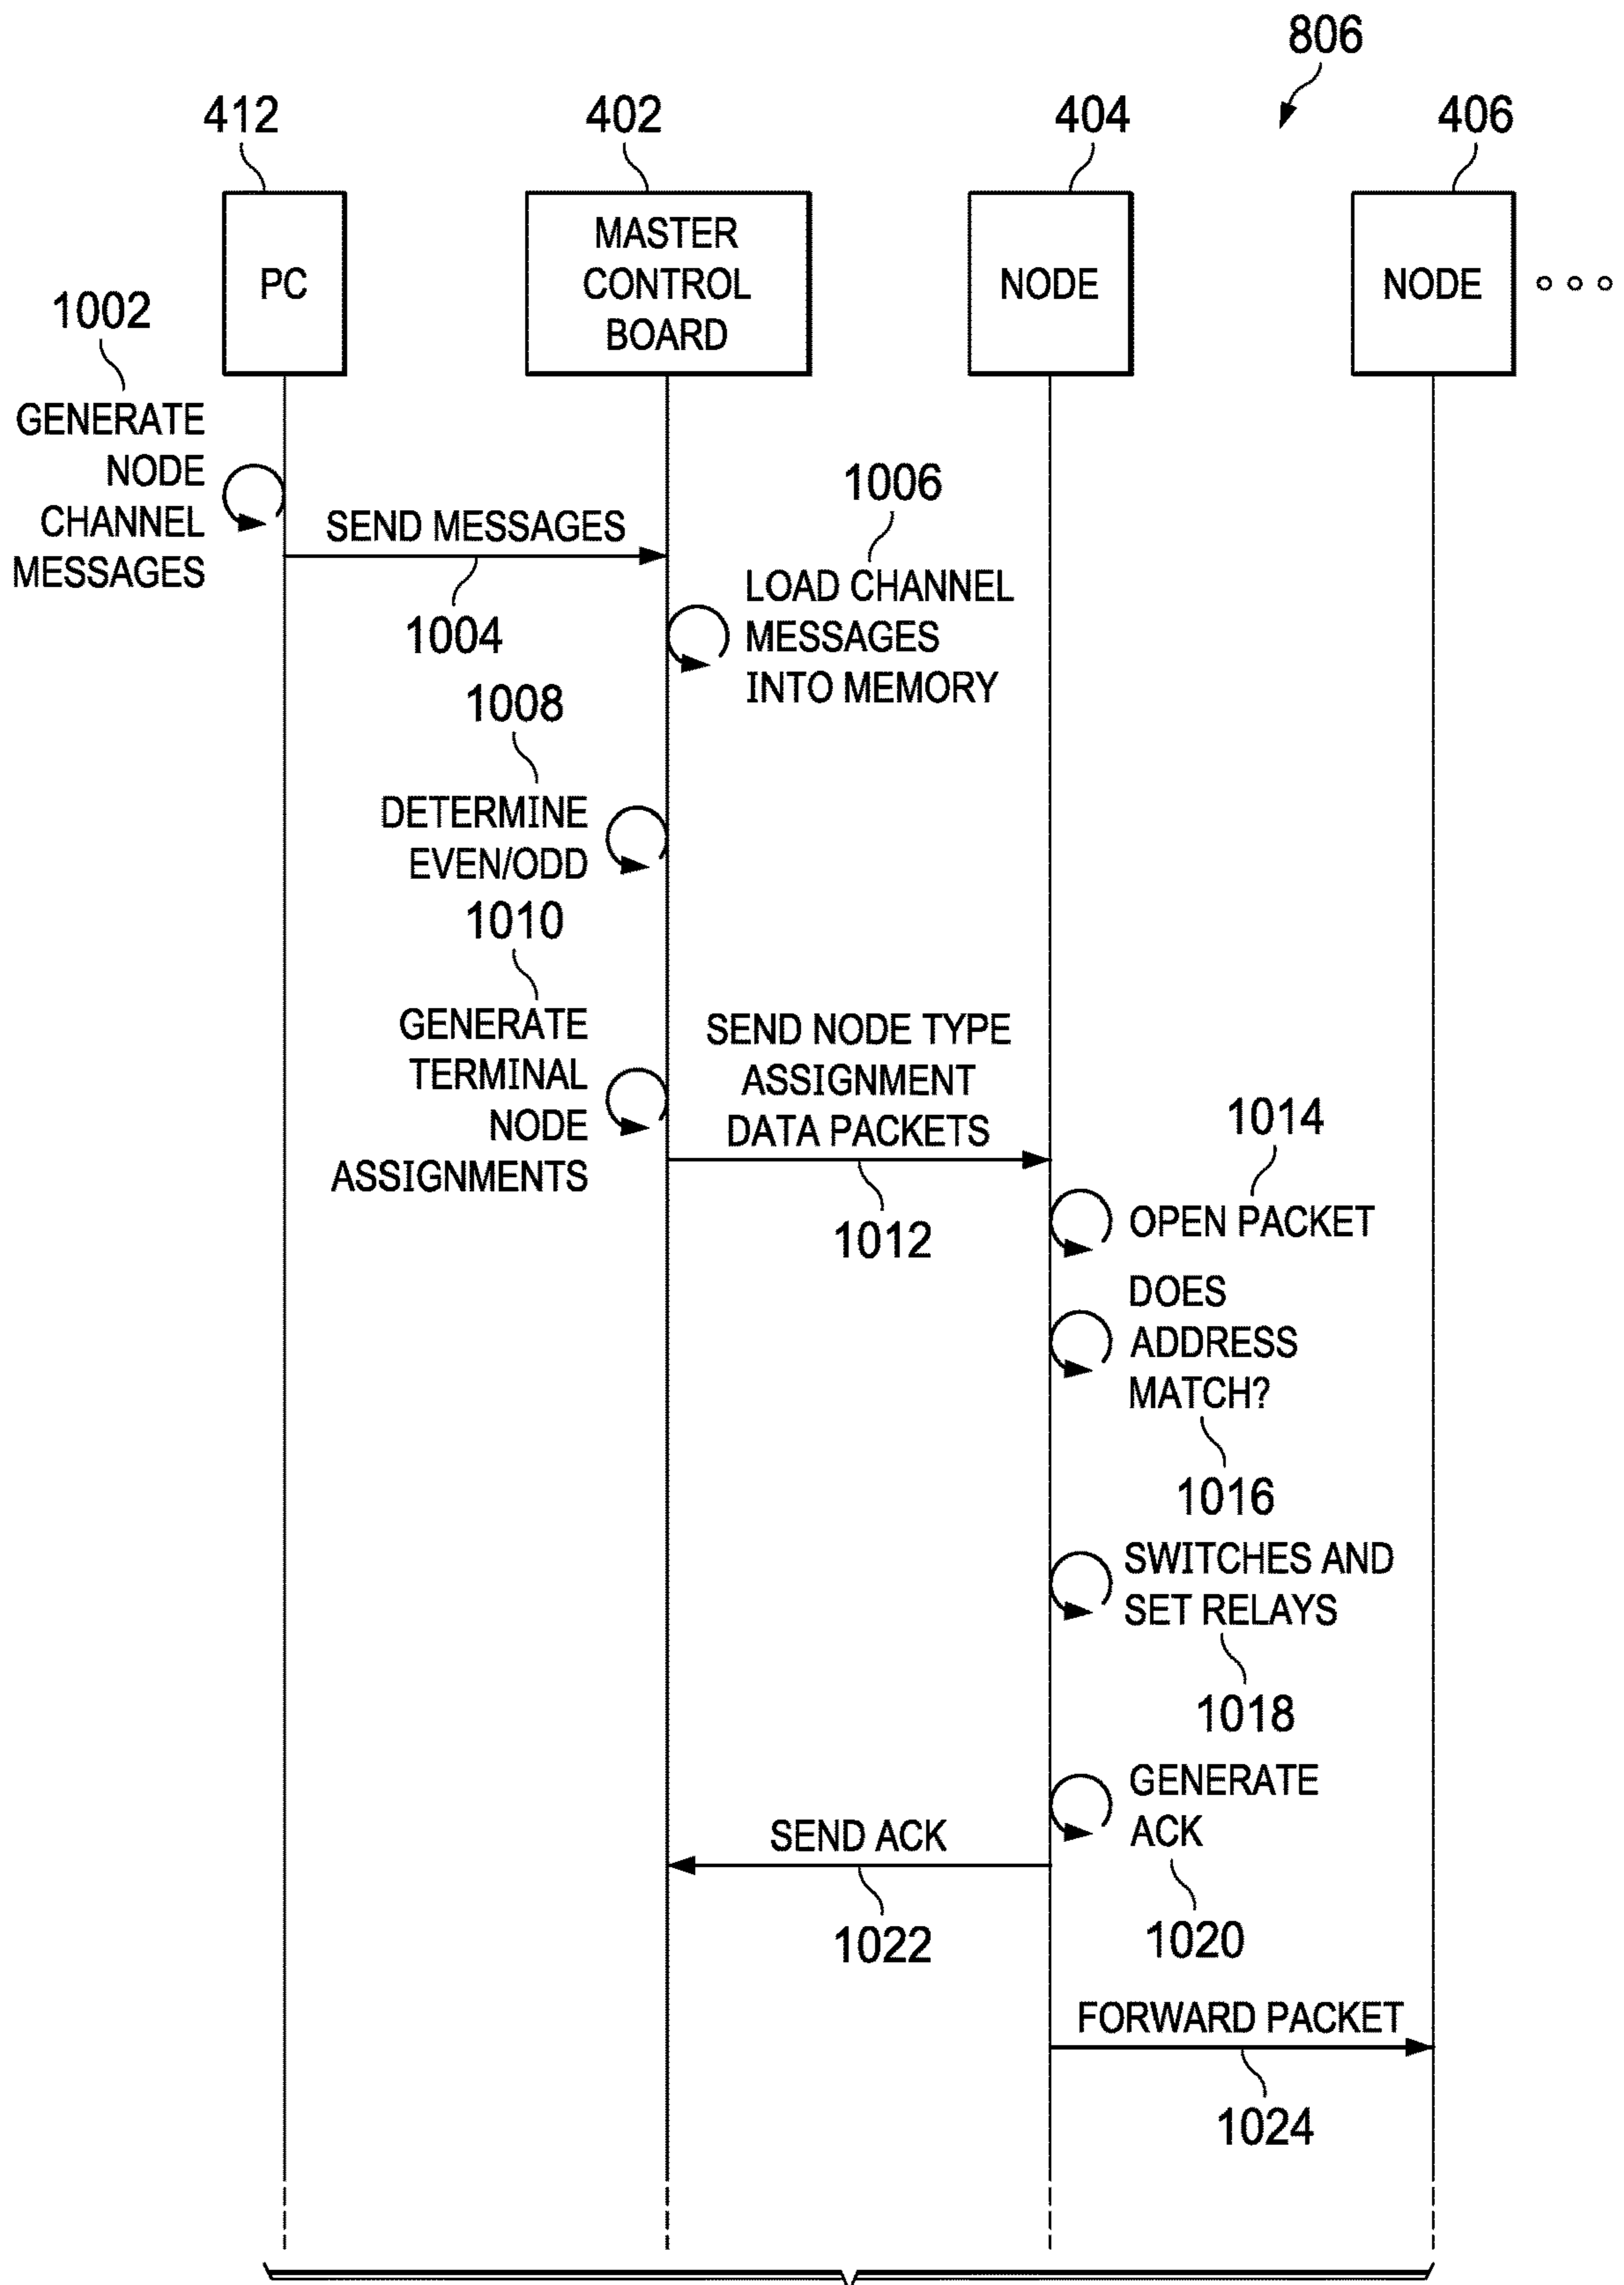 806
412
402
404
406
PC
MASTER
CONTROL
BOARD
NODE
NODE
1002
GENERATE
NODE
CHANNEL
MESSAGES
SEND MESSAGES
1004
1006
LOAD CHANNEL
MESSAGES
INTO MEMORY
1008
DETERMINE
EVEN/ODD
1010
GENERATE
TERMINAL
NODE
ASSIGNMENTS
SEND NODE TYPE
ASSIGNMENT
DATA PACKETS
1012
1014
OPEN PACKET
DOES
ADDRESS
MATCH?
1016
SWITCHES AND
SET RELAYS
1018
GENERATE
ACK
1020
SEND ACK
1022
FORWARD PACKET
1024